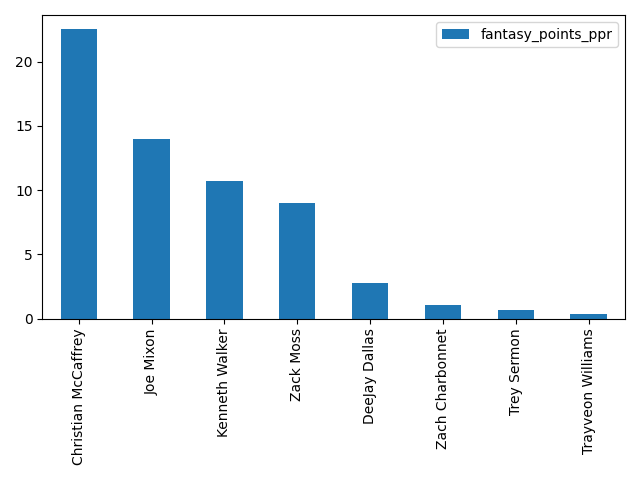 fantasy_points_ppr
20
15
10
5
0
Christian McCaffrey
Joe Mixon
Kenneth Walker
Zack Moss
DeeJay Dallas
Zach Charbonnet
Trey Sermon
Trayveon Williams